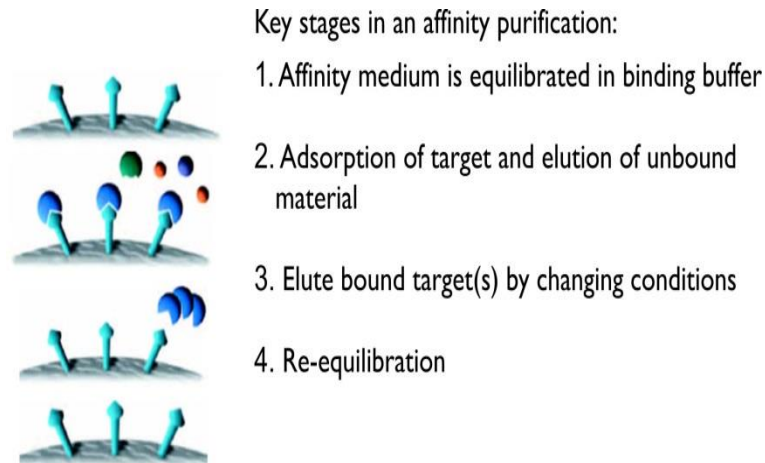 Key stages in an affinity purification:
1. Affinity medium is equilibrated in binding buffer
2. Adsorption of target and elution of unbound
material
3. Elute bound target(s) by changing conditions
4. Re-equilibration